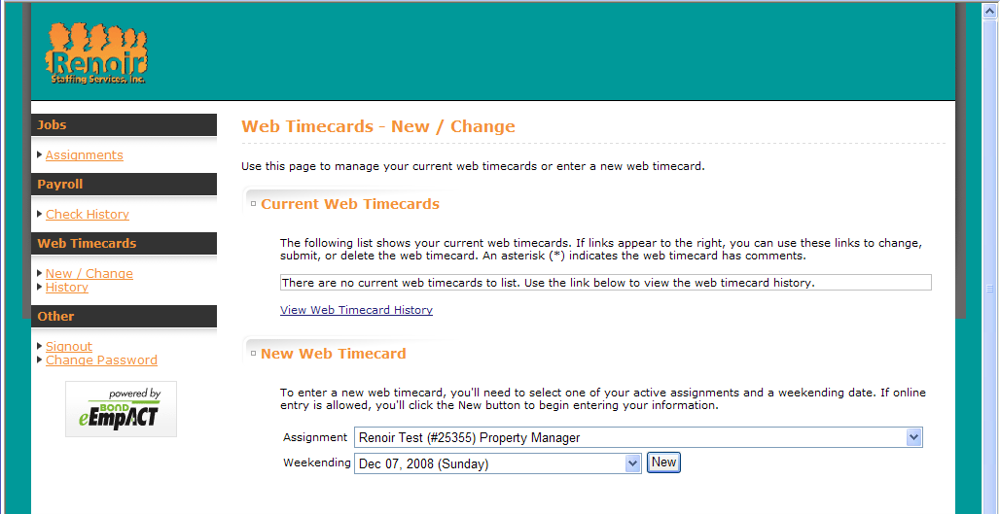 Renoir
Staffing Services, Inc.
Jobs
Assignments
Payroll
Check History
Web Timecards
New / Change
History
Other
Signout
Change Password
powered by
BOND
eEmpACT
Web Timecards - New / Change
Use this page to manage your current web timecards or enter a new web timecard.
Current Web Timecards
The following list shows your current web timecards. If links appear to the right, you can use these links to change,
submit, or delete the web timecard. An asterisk (*) indicates the web timecard has comments.
There are no current web timecards to list. Use the link below to view the web timecard history.
View Web Timecard History
New Web Timecard
To enter a new web timecard, you'll need to select one of your active assignments and a weekending date. If online
entry is allowed, you'll click the New button to begin entering your information.
Assignment Renoir Test (#25355) Property Manager
Weekending Dec 07, 2008 (Sunday) New